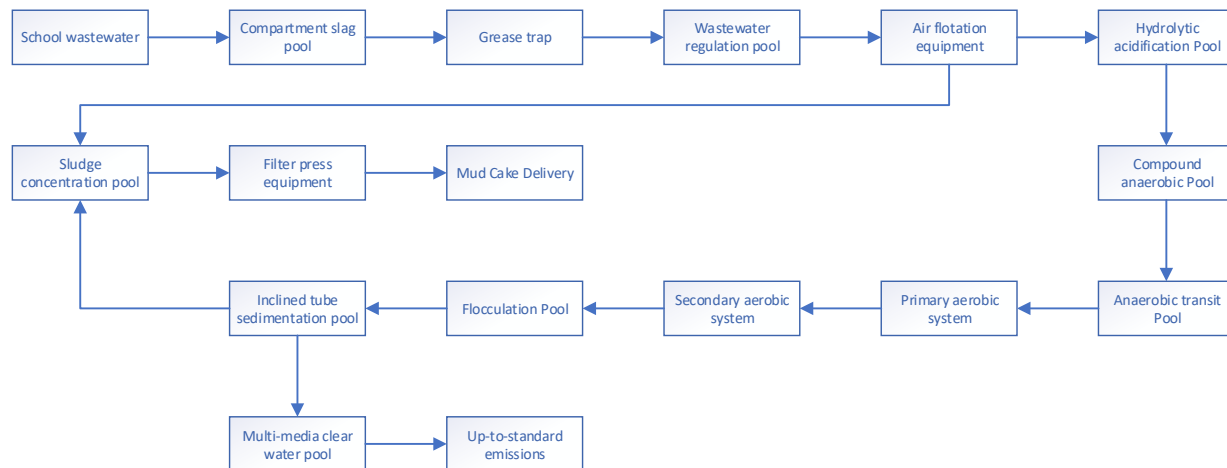 School wastewater
Compartment slag
pool
Grease trap
Wastewater
regulation pool
Air flotation
equipment
Hydrolytic
acidification Pool
Sludge
concentration pool
Filter press
equipment
Mud Cake Delivery
Compound
anaerobic Pool
Inclined tube
sedimentation pool
Flocculation Pool
Secondary aerobic
system
Primary aerobic
system
Anaerobic transit
Pool
Multi-media clear
water pool
Up-to-standard
emissions